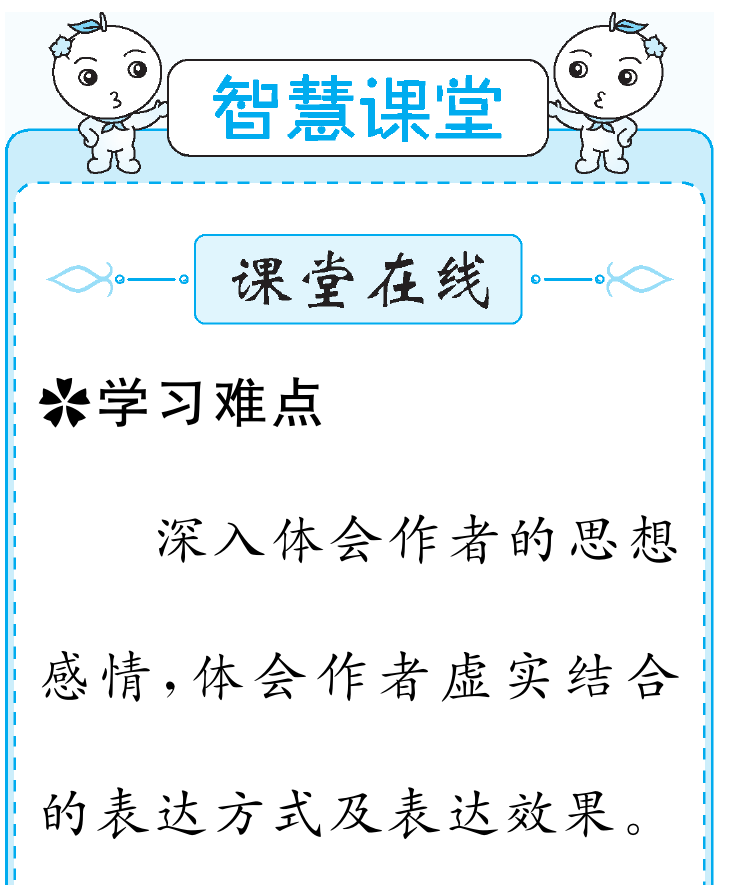 智慧课堂
课堂在线
学习难点
深入体会作者的思想
感情,体会作者虚实结合
的表达方式及表达效果。